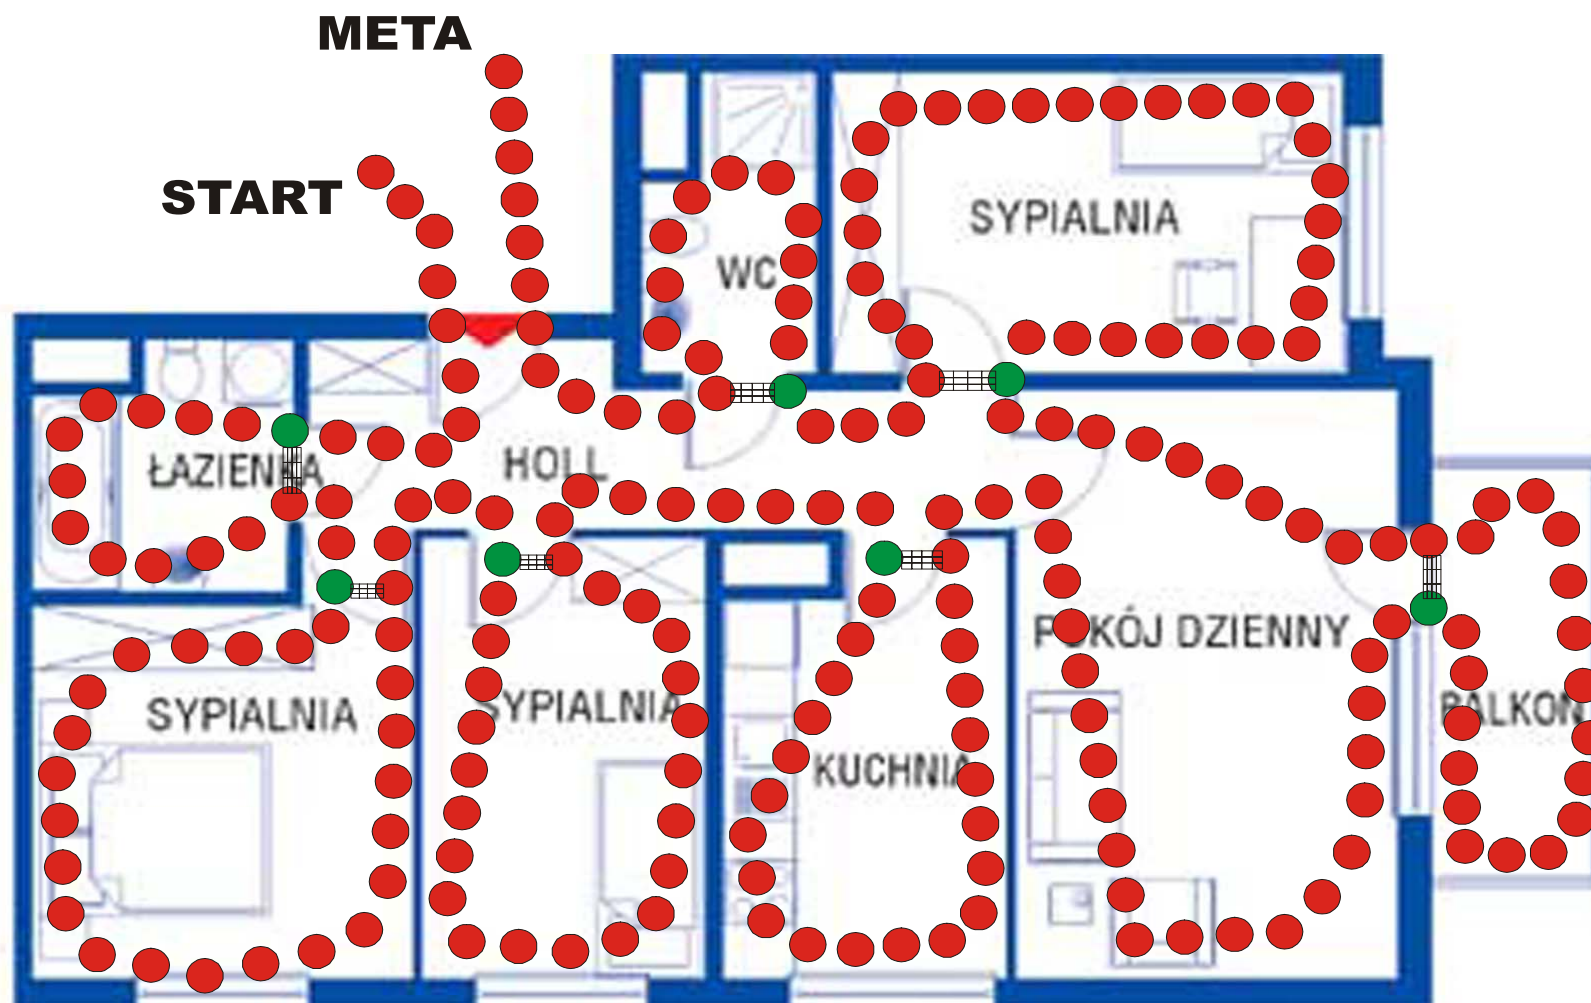 META
START
SYPIALNIA
WC
ŁAZIENKA
HOLL
POKÓJ DZIENNY
SYPIALNIA
SYPIALNIA
BALKON
KUCHNIA